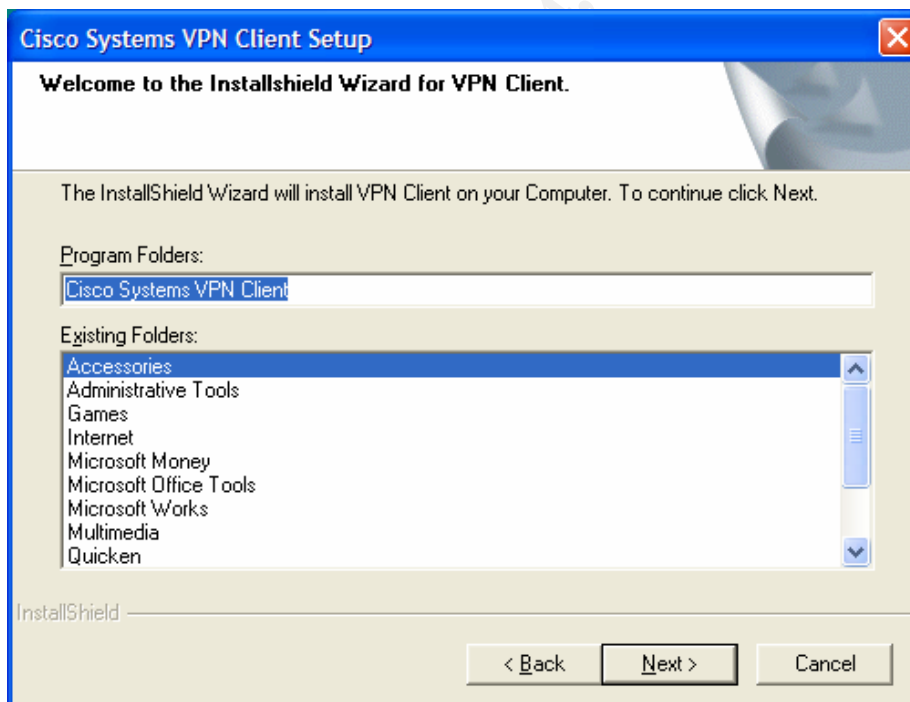 Cisco Systems VPN Client Setup
Welcome to the Installshield Wizard for VPN Client.
The InstallShield Wizard will install VPN Client on your Computer. To continue click Next.
Program Folders:
Cisco Systems VPN Client
Existing Folders:
Accessories
Administrative Tools
Games
Internet
Microsoft Money
Microsoft Office Tools
Microsoft Works
Multimedia
Quicken
InstallShield
< Back
Next >
Cancel